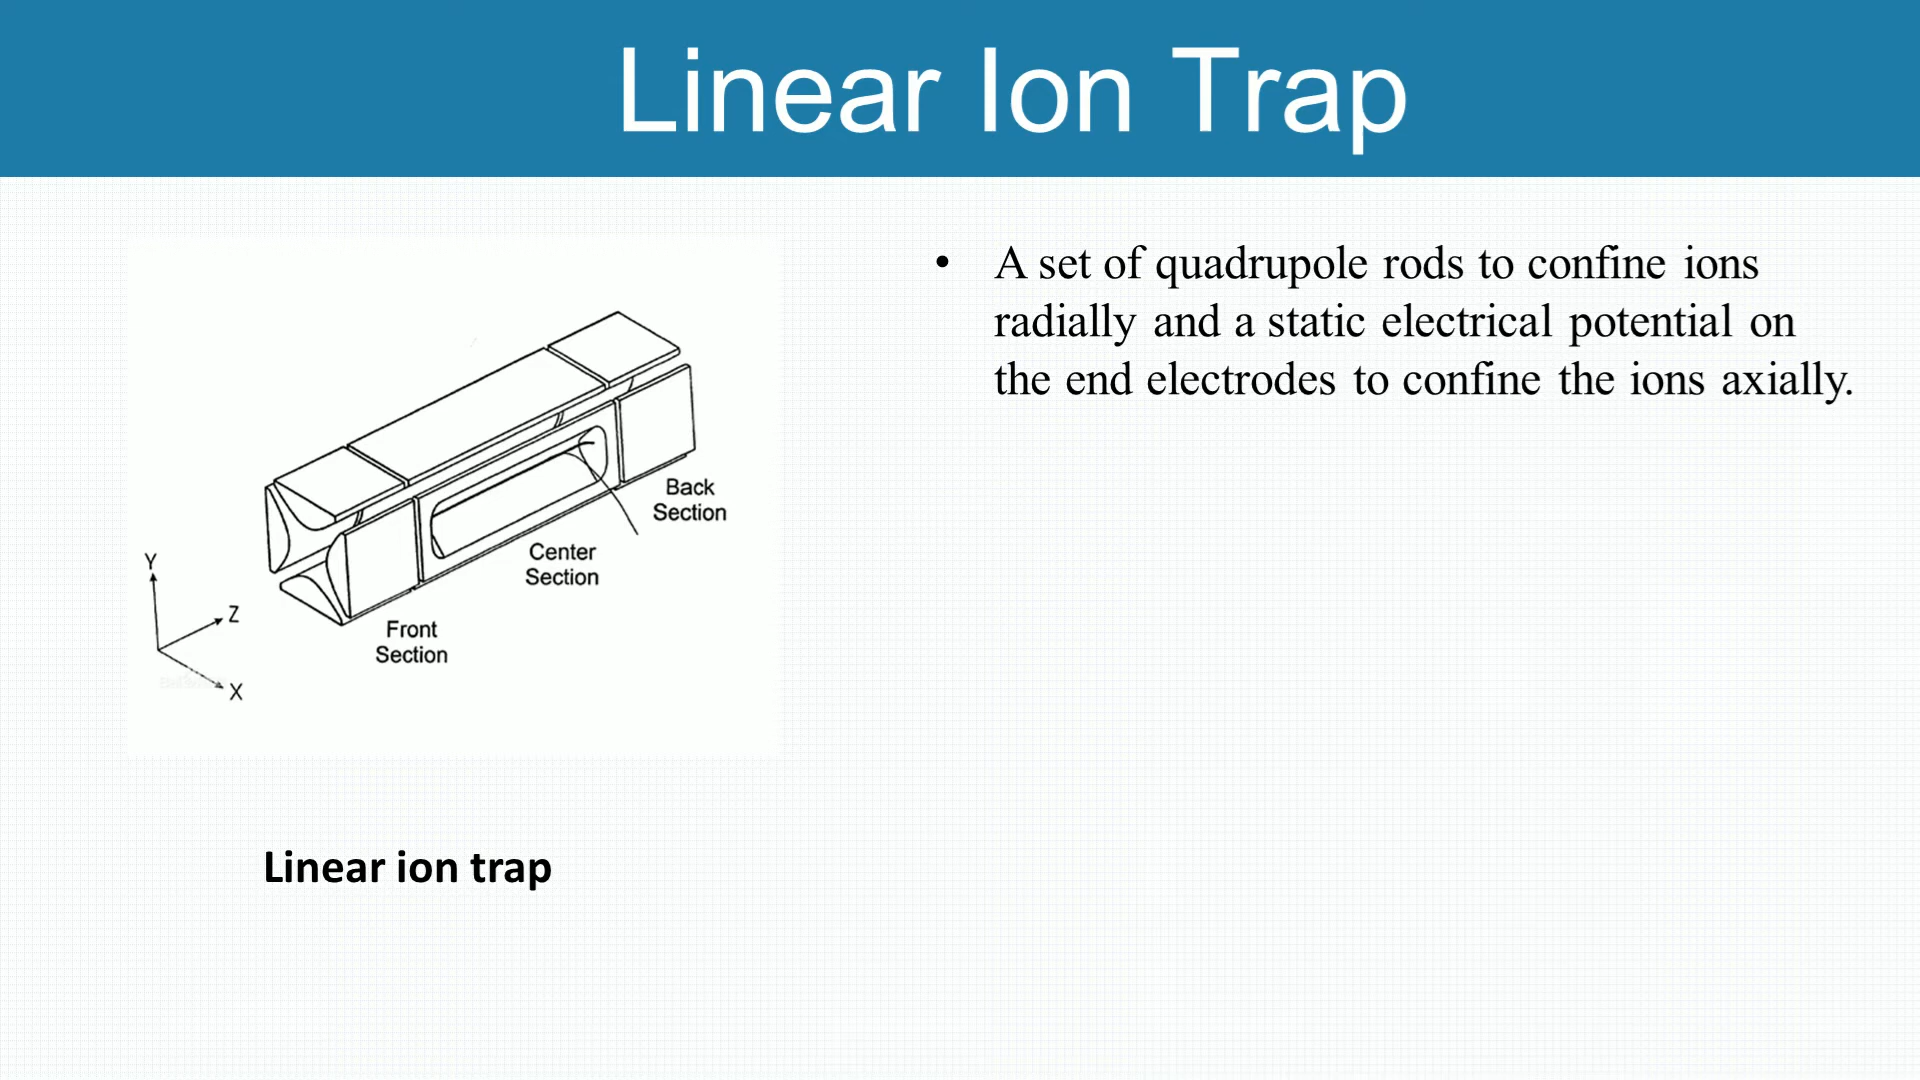 Linear Ion Trap
• A set of quadrupole rods to confine ions
radially and a static electrical potential on
the end electrodes to confine the ions axially.
Back
Section
Center
Section
Front
Section
Y
Z
X
Linear ion trap